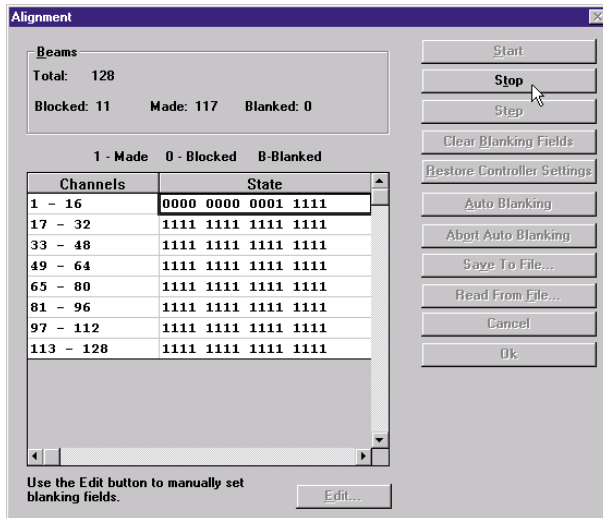 Alignment
Beams
Total: 128
Blocked: 11 Made: 117 Blanked: 0
1 - Made 0 - Blocked B-Blanked
Channels State
1 - 16 0000 0000 0001 1111
17 - 32 1111 1111 1111 1111
33 - 48 1111 1111 1111 1111
49 - 64 1111 1111 1111 1111
65 - 80 1111 1111 1111 1111
81 - 96 1111 1111 1111 1111
97 - 112 1111 1111 1111 1111
113 - 128 1111 1111 1111 1111
Use the Edit button to manually set
blanking fields.
Edit...
Start
Stop
Step
Clear Blanking Fields
Restore Controller Settings
Auto Blanking
Abort Auto Blanking
Save To File...
Read From File...
Cancel
Ok